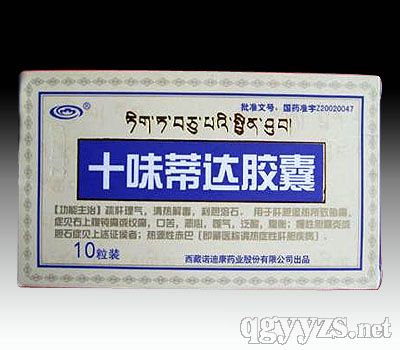 ®
批准文号：国药准字Z20020047
ཏིག་ཏ་བཅུ་པའི་སྦྱིན་ཐུབ།
十味蒂达胶囊
【功能主治】疏肝理气，清热解毒，利胆溶石。用于肝胆湿热所致胁痛，
症见右上腹钝痛或绞痛，口苦，恶心，嗳气，泛酸，腹胀；慢性胆囊炎或
胆石症见上述证侯者；热源性赤巴（即藏医称谓热症性肝胆疾病）。
10粒装
西藏诺迪康药业股份有限公司出品
qgyyzs.net